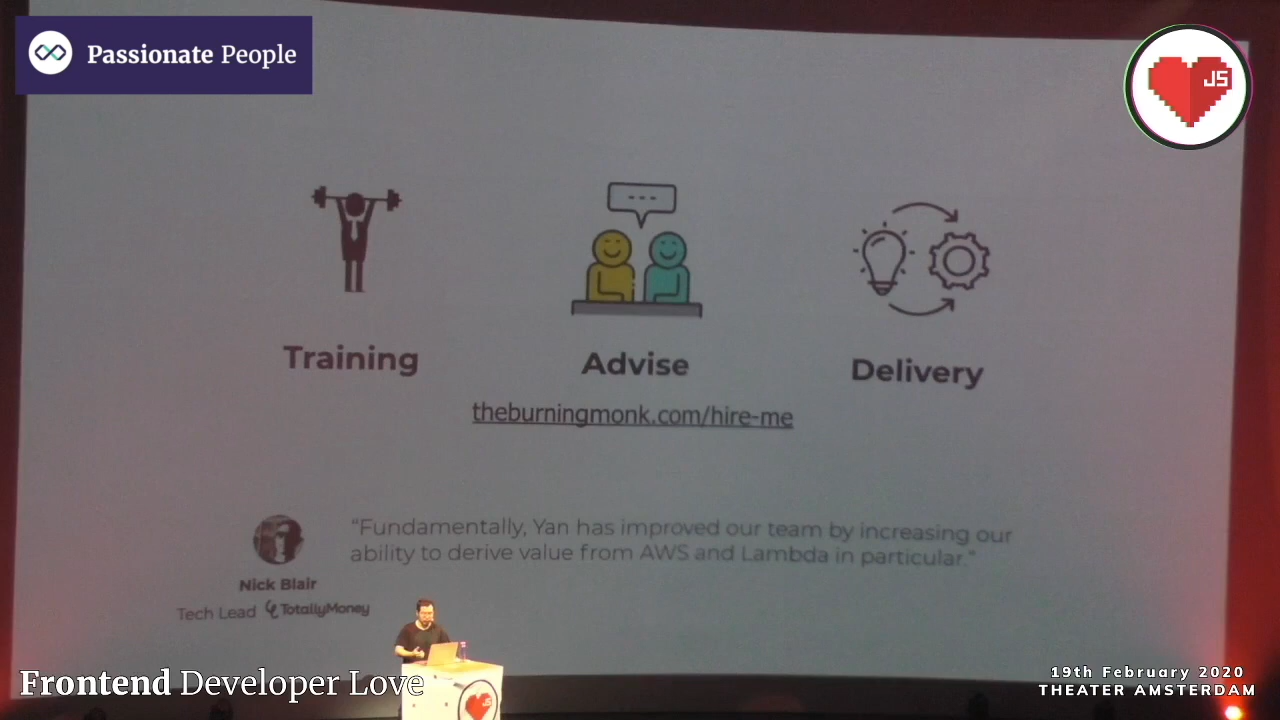 Passionate People
JS
Training
Advise
Delivery
theburningmonk.com/hire-me
"Fundamentally, Yan has improved our team by increasing our
ability to derive value from AWS and Lambda in particular."
Nick Blair
Tech Lead TotallyMoney
Frontend Developer Love
JS
19th February 2020
THEATER AMSTERDAM